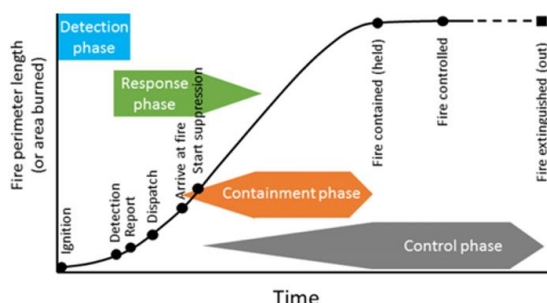 Detection
phase
Response
phase
Containment phase
Control phase
Ignition
Detection
Report
Dispatch
Arrive at fire
Start suppression
Fire contained (held)
Fire controlled
Fire extinguished (out)
Fire perimeter length
(or area burned)
Time